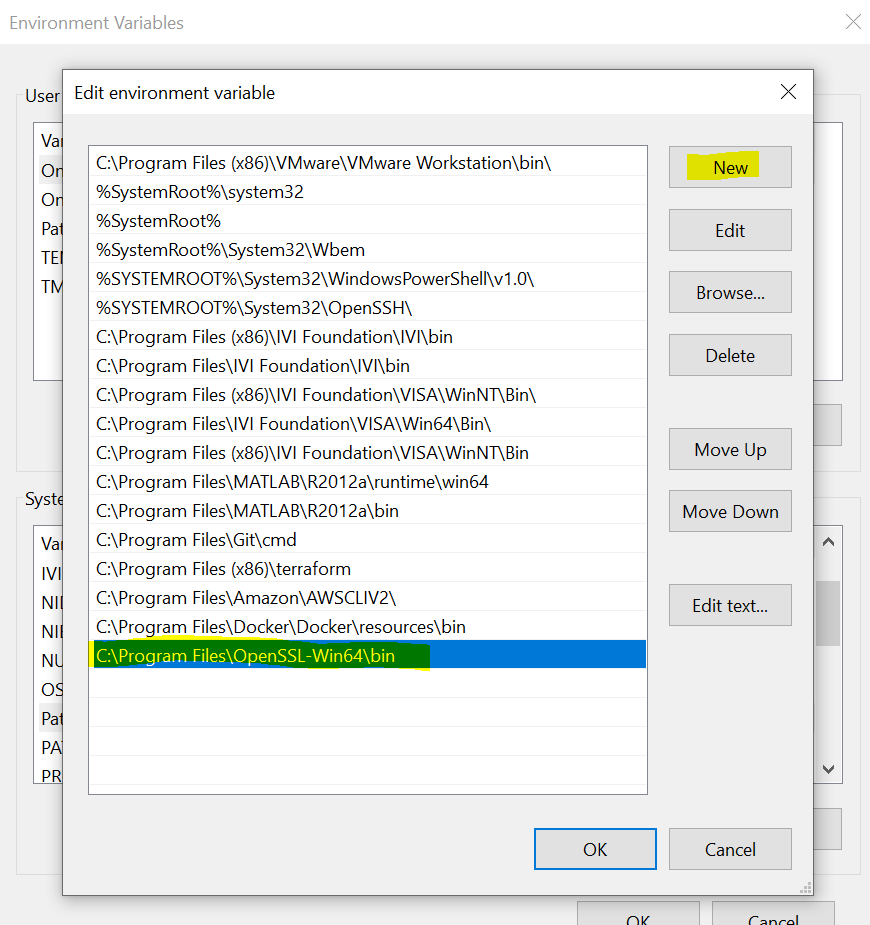 Environment Variables
Edit environment variable
User
Va
On
On
Pat
TEM
TM
C:\Program Files (x86)\VMware\VMware Workstation\bin\
%SystemRoot%\system32
%SystemRoot%
%SystemRoot%\System32\Wbem
%SYSTEMROOT%\System32\WindowsPowerShell\v1.0\
%SYSTEMROOT%\System32\OpenSSH\
C:\Program Files (x86)\IVI Foundation\IVI\bin
C:\Program Files\IVI Foundation\IVI\bin
C:\Program Files (x86)\IVI Foundation\VISA\WinNT\Bin\
C:\Program Files\IVI Foundation\VISA\Win64\Bin\
C:\Program Files (x86)\IVI Foundation\VISA\WinNT\Bin
C:\Program Files\MATLAB\R2012a\runtime\win64
C:\Program Files\MATLAB\R2012a\bin
C:\Program Files\Git\cmd
C:\Program Files (x86)\terraform
C:\Program Files\Amazon\AWSCLIV2\
C:\Program Files\Docker\Docker\resources\bin
C:\Program Files\OpenSSL-Win64\bin
New
Edit
Browse...
Delete
Move Up
Move Down
Edit text...
Syste
Va
IVI
NII
NIE
NU
OS
Pat
PA
PR
OK
Cancel
OK
Cancel